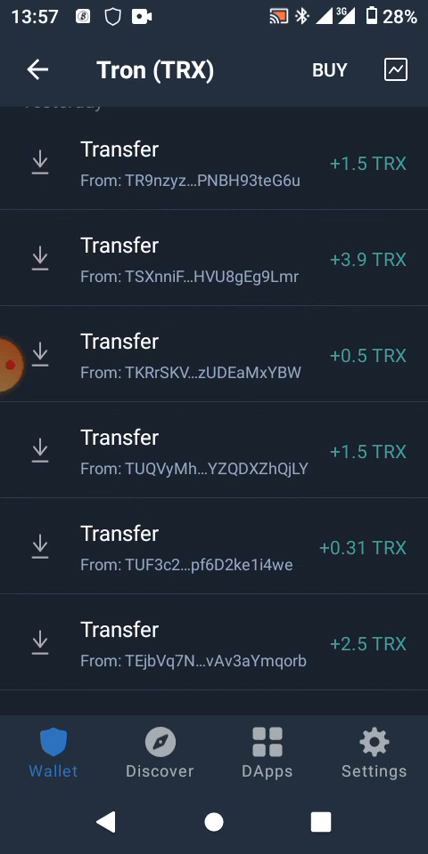 13:57
3G
28%
Tron (TRX)
BUY
Yesterday
Transfer
+1.5 TRX
From: TR9nzyz...PNBH93teG6u
Transfer
+3.9 TRX
From: TSXnniF...HVU8gEg9Lmr
Transfer
+0.5 TRX
From: TKRrSKV...zUDEaMxYBW
Transfer
+1.5 TRX
From: TUQVyMh...YZQDXZhQjLY
Transfer
+0.31 TRX
From: TUF3c2...pf6D2ke1i4we
Transfer
+2.5 TRX
From: TEjbVq7N...vAv3aYmqorb
Wallet
Discover
DApps
Settings